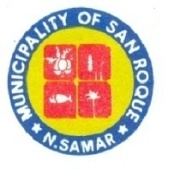 MUNICIPALITY OF SAN ROQUE
★ N.SAMAR ★